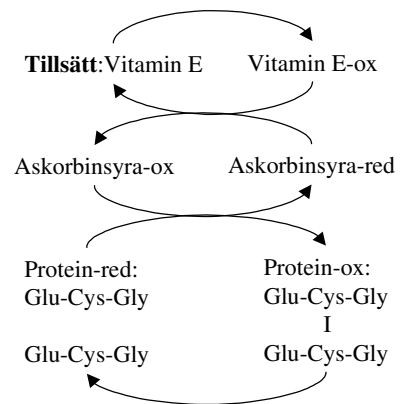 Tillsätt:Vitamin E Vitamin E-ox
Askorbinsyra-ox Askorbinsyra-red
Protein-red: Protein-ox:
Glu-Cys-Gly Glu-Cys-Gly
I
Glu-Cys-Gly Glu-Cys-Gly